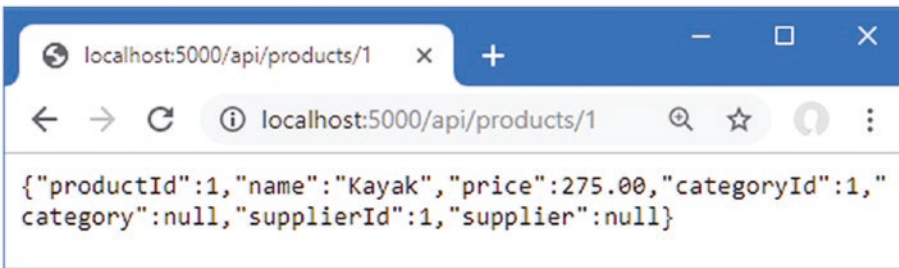 localhost:5000/api/products/1
localhost:5000/api/products/1
{"productId":1,"name":"Kayak","price":275.00,"categoryId":1,"
category":null,"supplierId":1,"supplier":null}